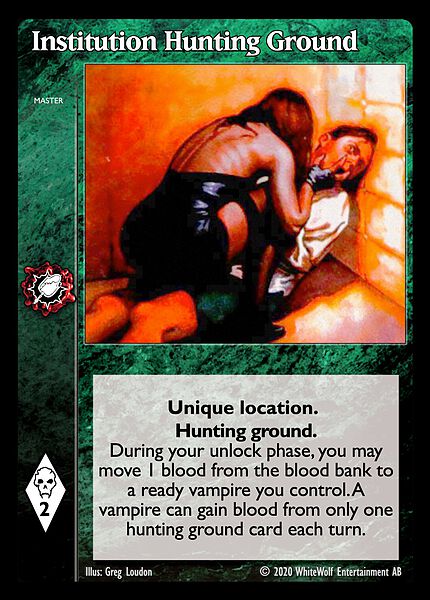 Institution Hunting Ground
MASTER
Unique location.
Hunting ground.
During your unlock phase, you may
move 1 blood from the blood bank to
a ready vampire you control. A
vampire can gain blood from only one
hunting ground card each turn.
2
Illus: Greg Loudon
© 2020 WhiteWolf Entertainment AB